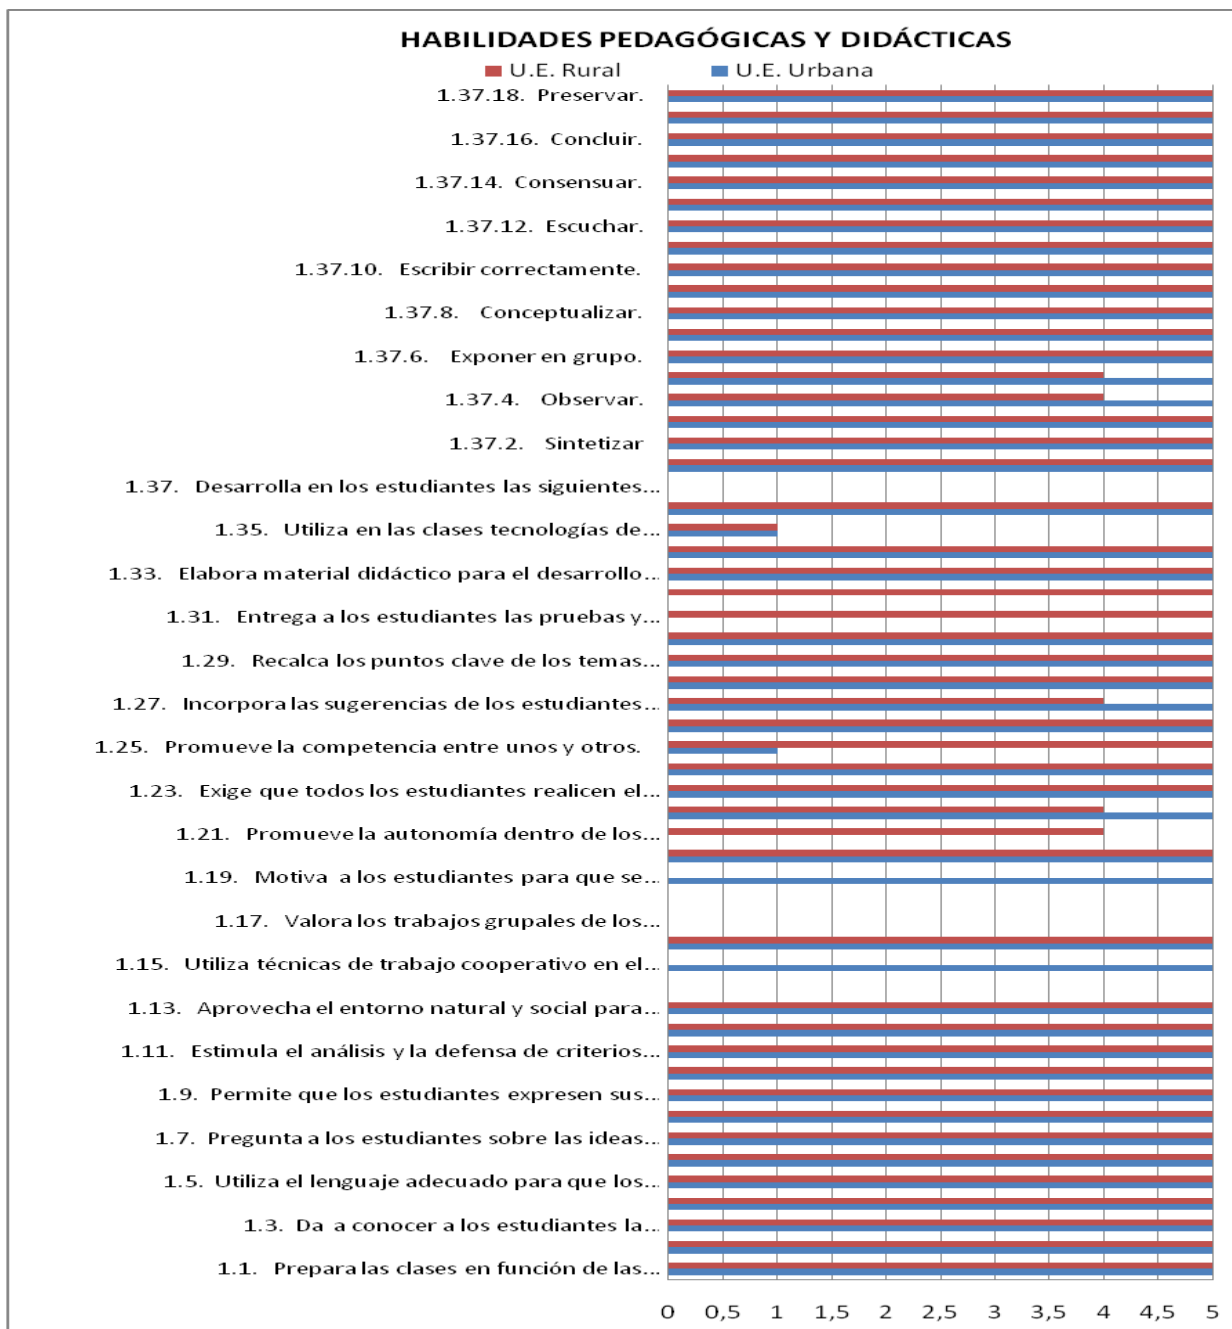 HABILIDADES PEDAGÓGICAS Y DIDÁCTICAS
U.E. Rural U.E. Urbana
1.37.18. Preservar.
1.37.16. Concluir.
1.37.14. Consensuar.
1.37.12. Escuchar.
1.37.10. Escribir correctamente.
1.37.8. Conceptualizar.
1.37.6. Exponer en grupo.
1.37.4. Observar.
1.37.2. Sintetizar
1.37. Desarrolla en los estudiantes las siguientes...
1.35. Utiliza en las clases tecnologías de...
1.33. Elabora material didáctico para el desarrollo...
1.31. Entrega a los estudiantes las pruebas y...
1.29. Recalca los puntos clave de los temas...
1.27. Incorpora las sugerencias de los estudiantes...
1.25. Promueve la competencia entre unos y otros.
1.23. Exige que todos los estudiantes realicen el...
1.21. Promueve la autonomía dentro de los...
1.19. Motiva a los estudiantes para que se...
1.17. Valora los trabajos grupales de los...
1.15. Utiliza técnicas de trabajo cooperativo en el...
1.13. Aprovecha el entorno natural y social para...
1.11. Estimula el análisis y la defensa de criterios...
1.9. Permite que los estudiantes expresen sus...
1.7. Pregunta a los estudiantes sobre las ideas...
1.5. Utiliza el lenguaje adecuado para que los...
1.3. Da a conocer a los estudiantes la...
1.1. Prepara las clases en función de las...
0 0,5 1 1,5 2 2,5 3 3,5 4 4,5 5